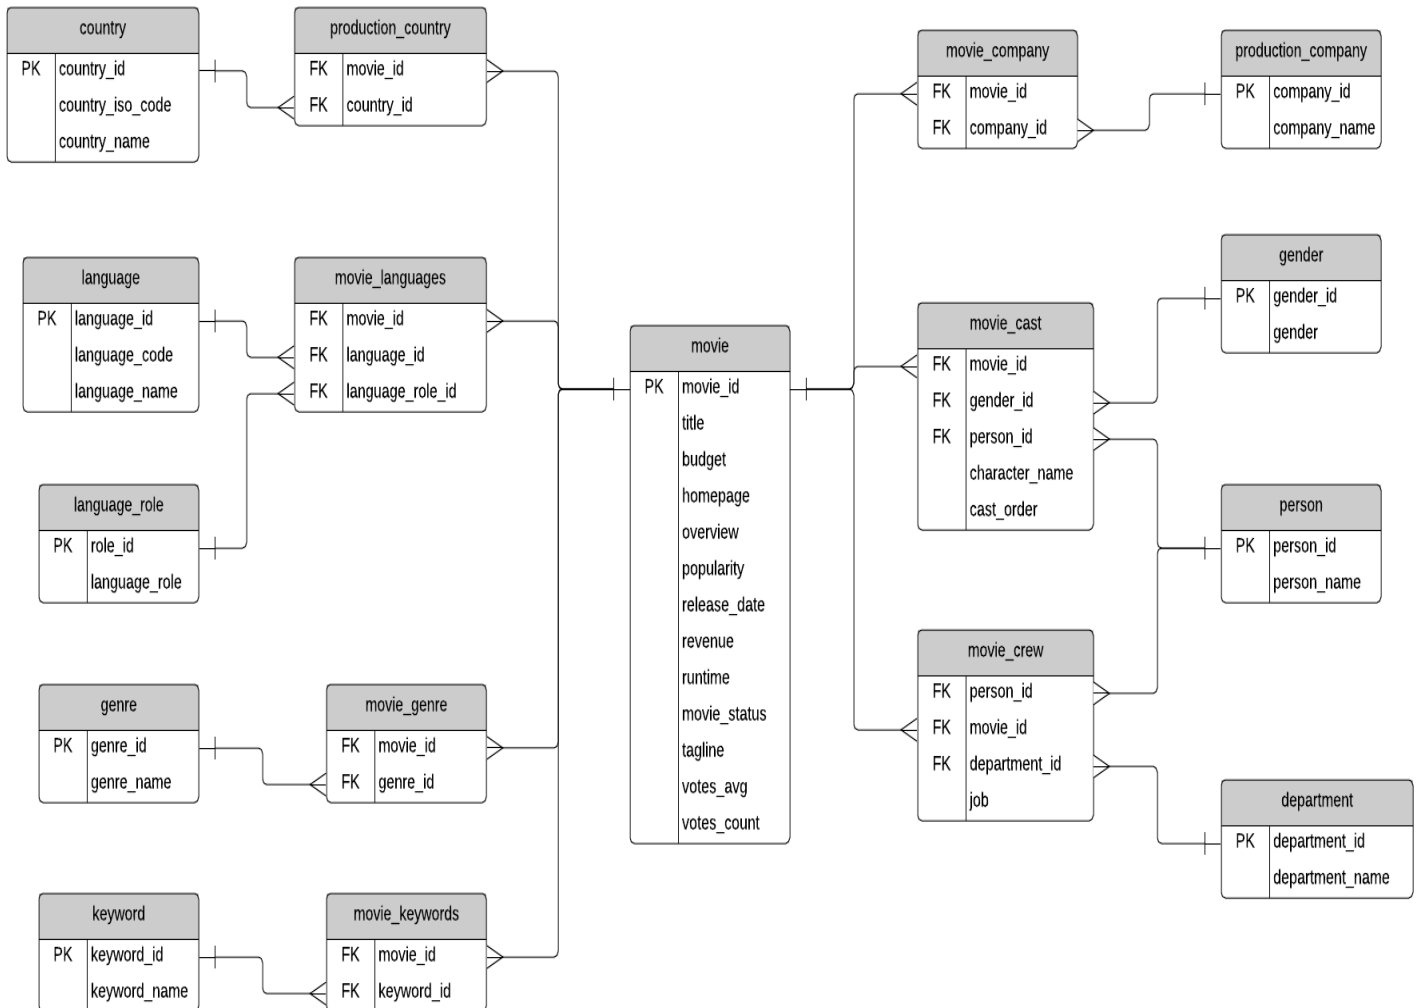 country
PK country_id
country_iso_code
country_name
production_country
FK movie_id
FK country_id
language
PK language_id
language_code
language_name
movie_languages
FK movie_id
FK language_id
FK language_role_id
language_role
PK role_id
language_role
genre
PK genre_id
genre_name
movie_genre
FK movie_id
FK genre_id
keyword
PK keyword_id
keyword_name
movie_keywords
FK movie_id
FK keyword_id
movie
PK movie_id
title
budget
homepage
overview
popularity
release_date
revenue
runtime
movie_status
tagline
votes_avg
votes_count
movie_company
FK movie_id
FK company_id
production_company
PK company_id
company_name
movie_cast
FK movie_id
FK gender_id
FK person_id
character_name
cast_order
gender
PK gender_id
gender
person
PK person_id
person_name
movie_crew
FK person_id
FK movie_id
FK department_id
job
department
PK department_id
department_name